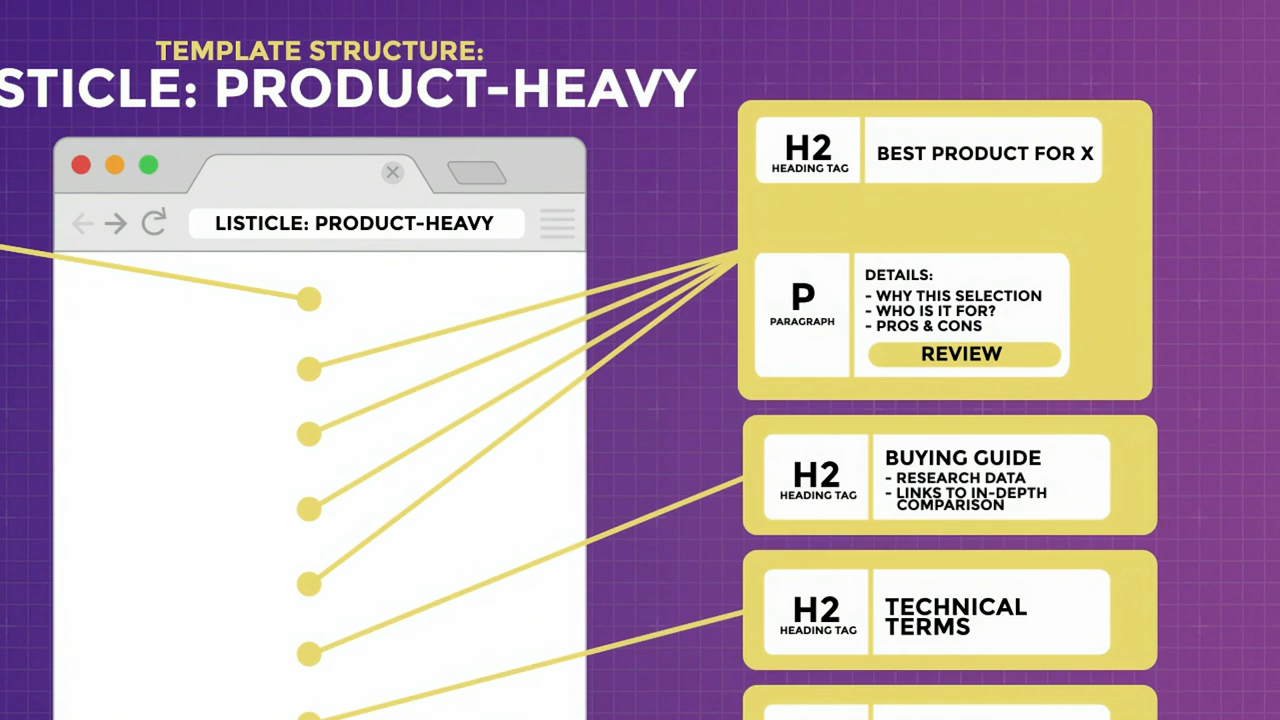 TEMPLATE STRUCTURE:
STICLE: PRODUCT-HEAVY
LISTICLE: PRODUCT-HEAVY
H2
HEADING TAG
BEST PRODUCT FOR X
P
PARAGRAPH
DETAILS:
- WHY THIS SELECTION
- WHO IS IT FOR?
- PROS & CONS
REVIEW
H2
HEADING TAG
BUYING GUIDE
- RESEARCH DATA
- LINKS TO IN-DEPTH
COMPARISON
H2
HEADING TAG
TECHNICAL
TERMS